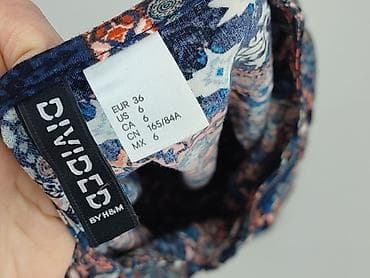 EUR 36
US 6
CA 6
CN 165/84A
MX 6
DIVIDED
BY H&M